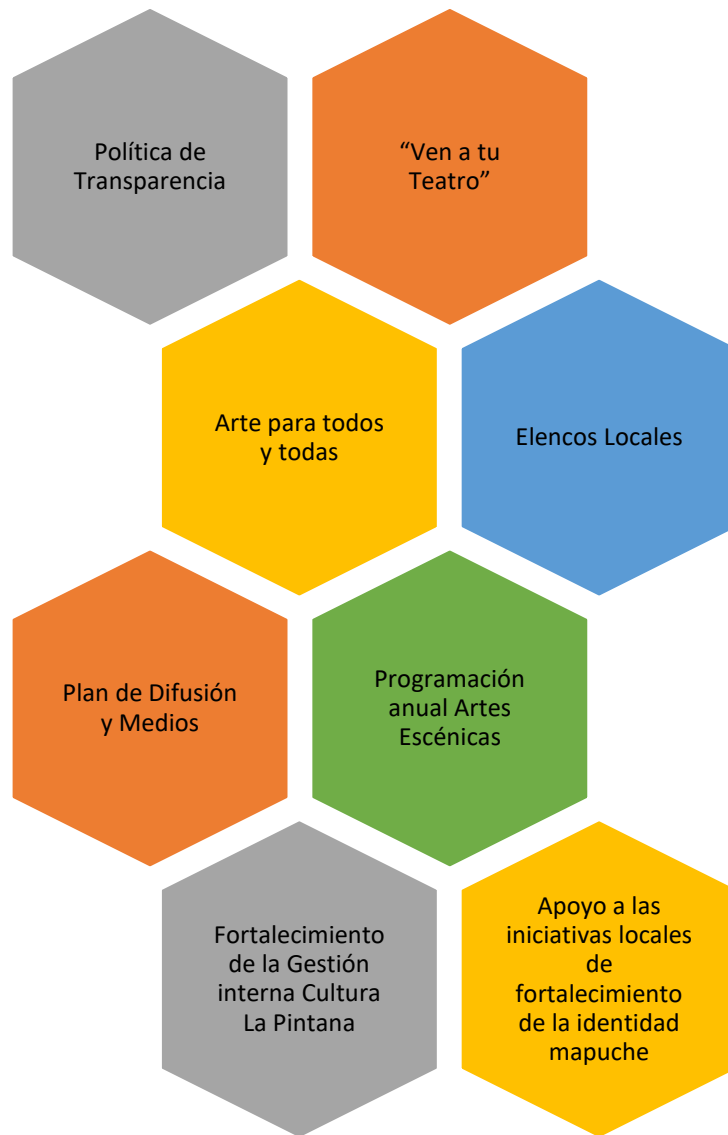 Política de
Transparencia
“Ven a tu
Teatro”
Arte para todos
y todas
Elencos Locales
Plan de Difusión
y Medios
Programación
anual Artes
Escénicas
Fortalecimiento
de la Gestión
interna Cultura
La Pintana
Apoyo a las
iniciativas locales
de
fortalecimiento
de la identidad
mapuche